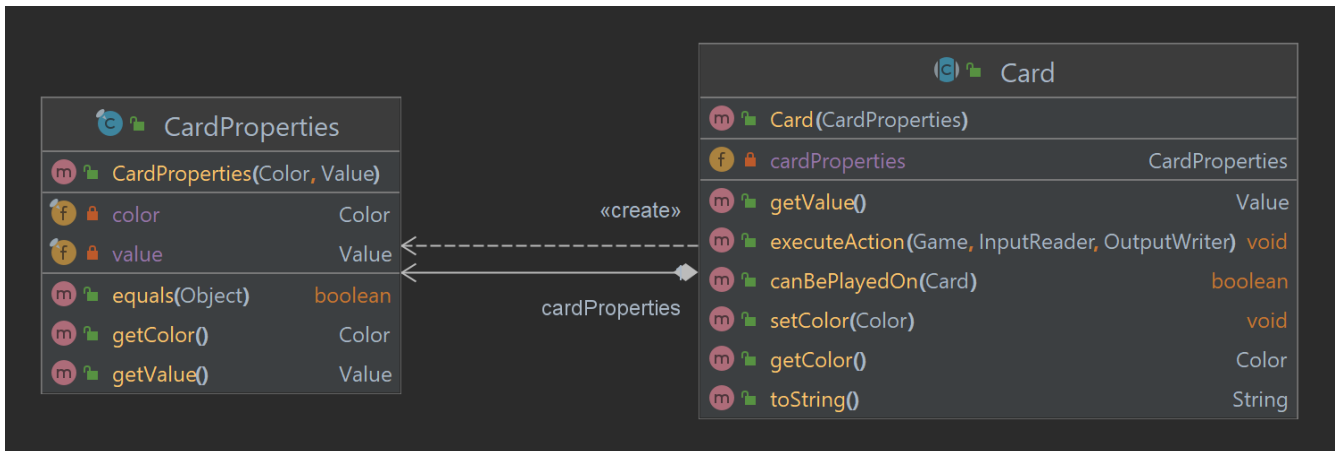 CardProperties
CardProperties(Color, Value)
color Color
value Value
equals(Object) boolean
getColor() Color
getValue() Value
«create»
cardProperties
Card
Card(CardProperties)
cardProperties CardProperties
getValue() Value
executeAction(Game, InputReader, OutputWriter) void
canBePlayedOn(Card) boolean
setColor(Color) void
getColor() Color
toString() String